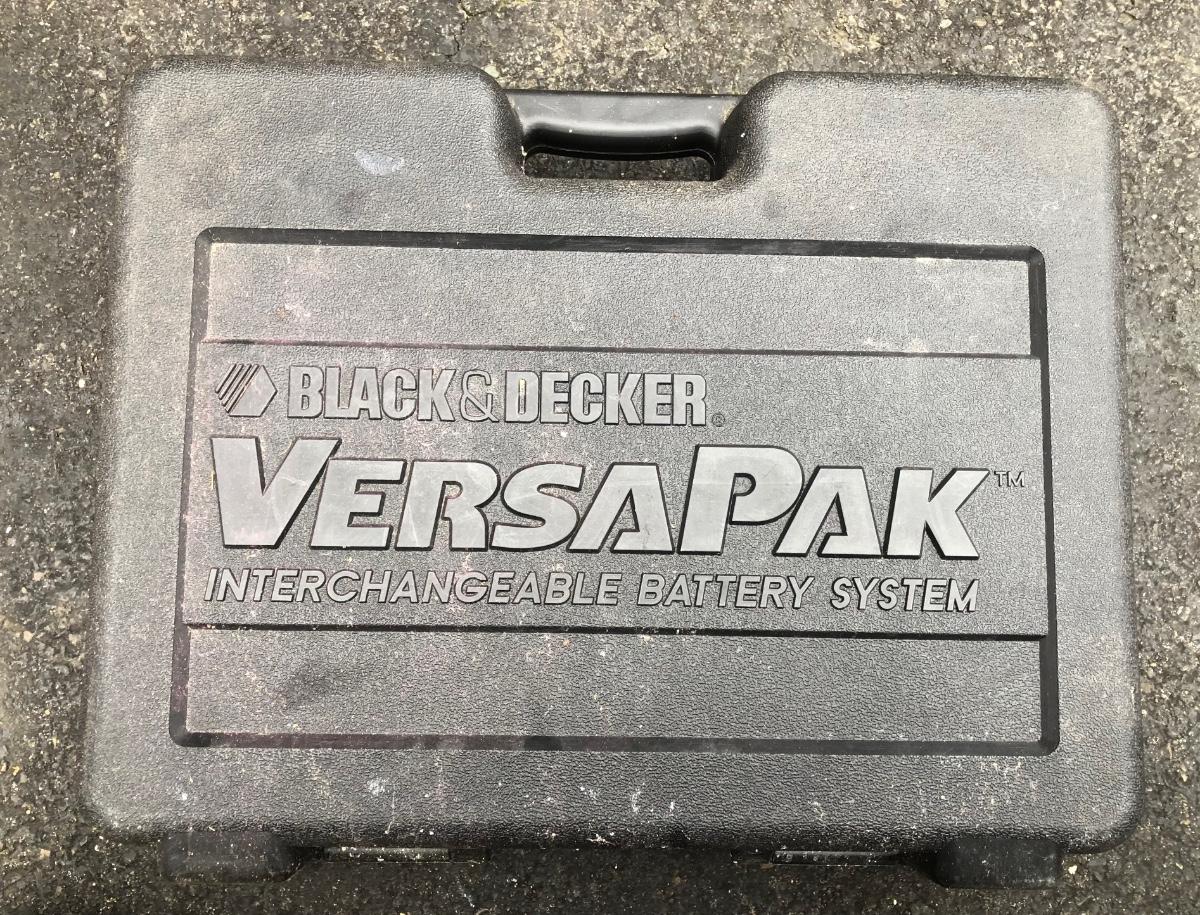 BLACK&DECKER®
VERSAPAK™
INTERCHANGEABLE BATTERY SYSTEM